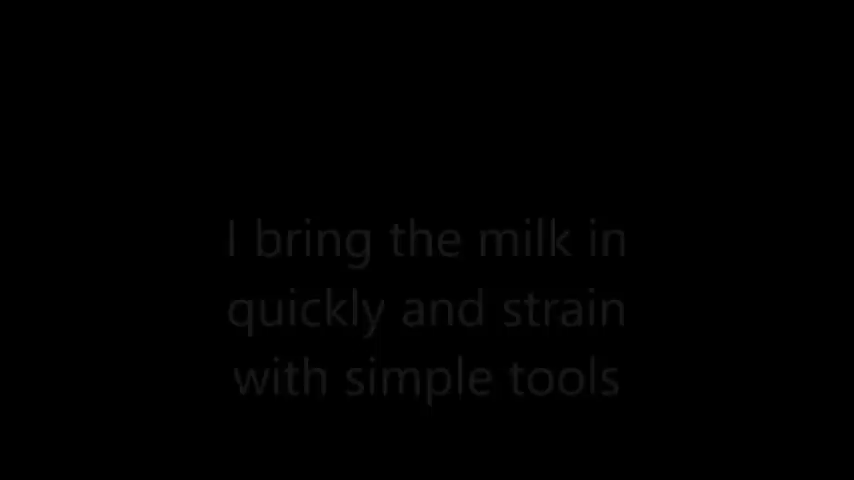 I bring the milk in
quickly and strain
with simple tools